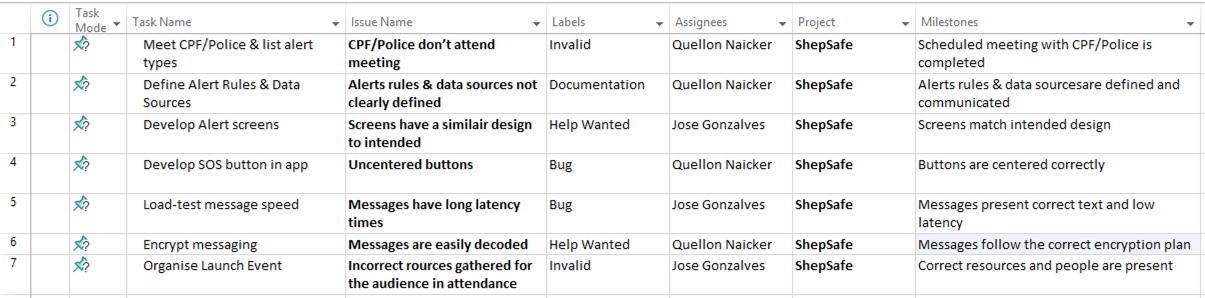 Task Mode Task Name Issue Name Labels Assignees Project Milestones
1 Meet CPF/Police & list alert types CPF/Police don’t attend meeting Invalid Quellon Naicker ShepSafe Scheduled meeting with CPF/Police is completed
2 Define Alert Rules & Data Sources Alerts rules & data sources not clearly defined Documentation Quellon Naicker ShepSafe Alerts rules & data sourcesare defined and communicated
3 Develop Alert screens Screens have a similair design to intended Help Wanted Jose Gonzalves ShepSafe Screens match intended design
4 Develop SOS button in app Uncentered buttons Bug Quellon Naicker ShepSafe Buttons are centered correctly
5 Load-test message speed Messages have long latency times Bug Jose Gonzalves ShepSafe Messages present correct text and low latency
6 Encrypt messaging Messages are easily decoded Help Wanted Quellon Naicker ShepSafe Messages follow the correct encryption plan
7 Organise Launch Event Incorrect rources gathered for the audience in attendance Invalid Jose Gonzalves ShepSafe Correct resources and people are present